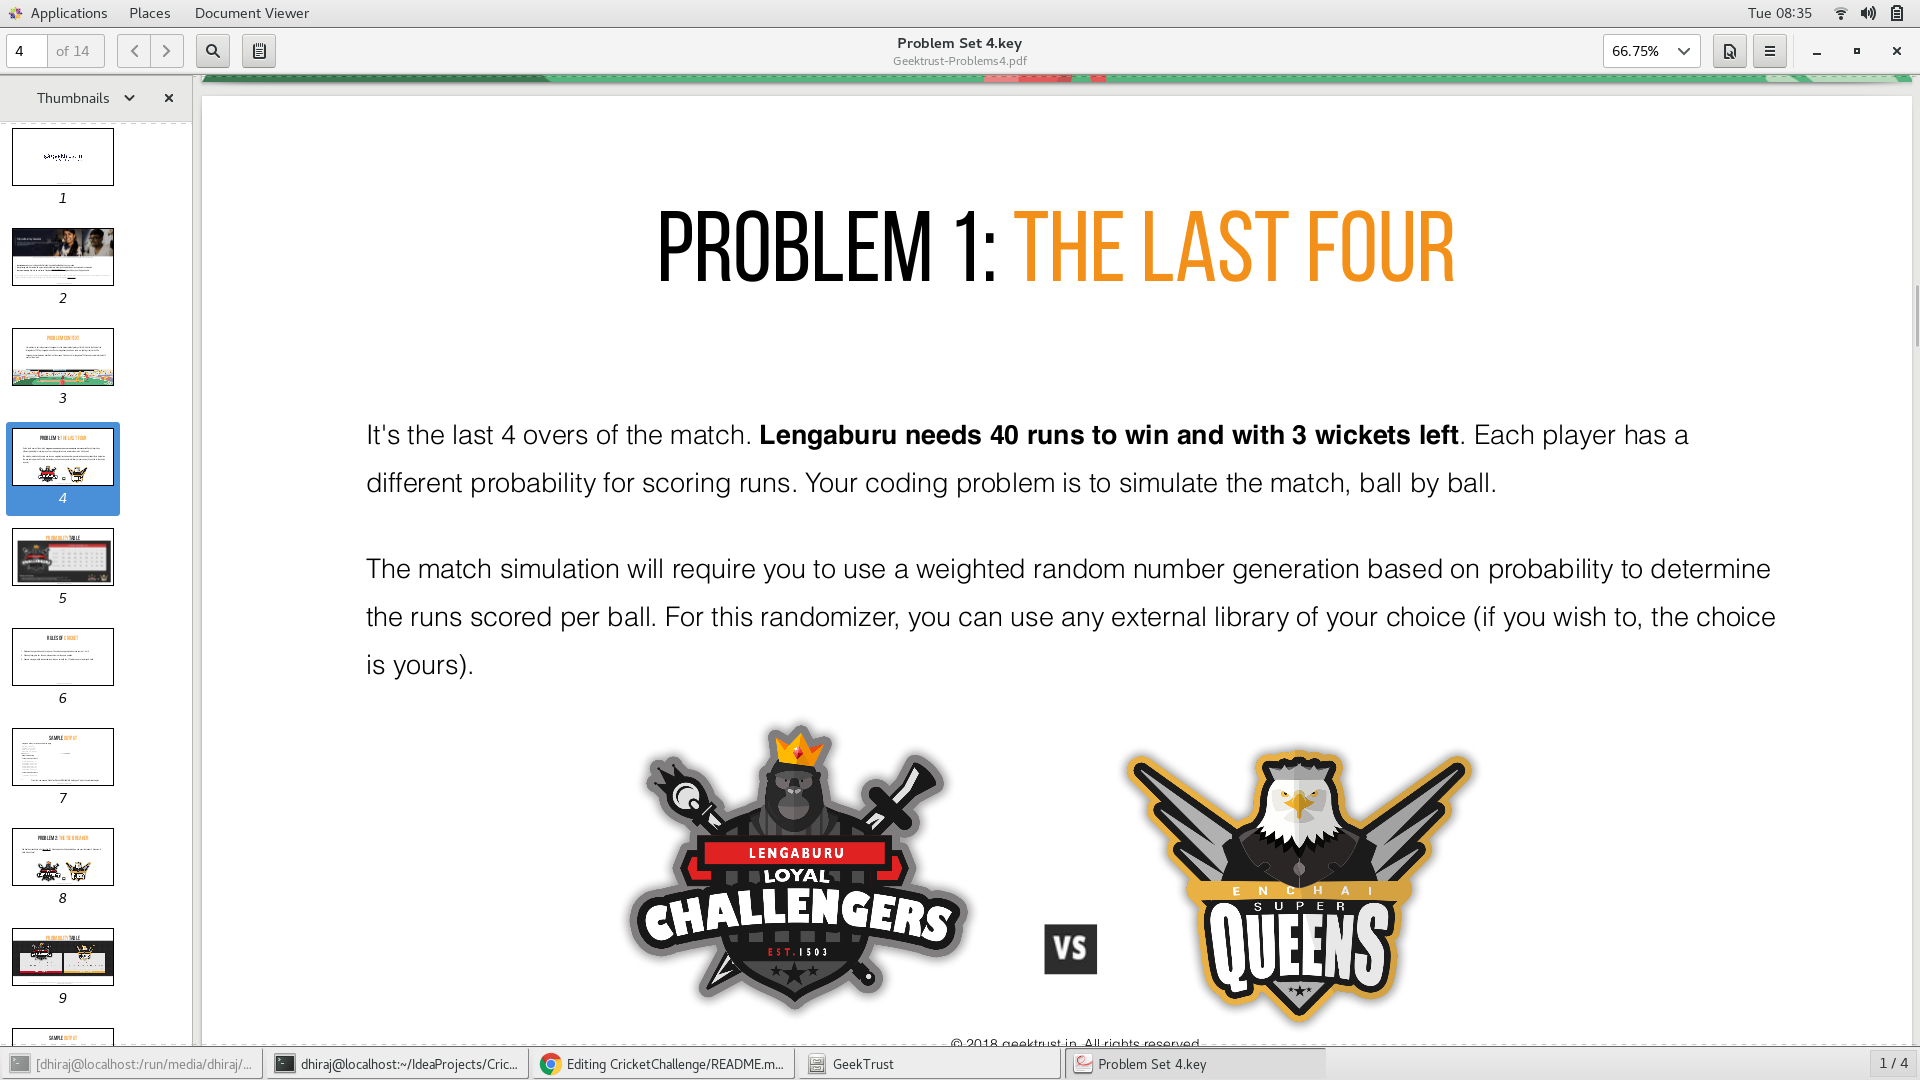 Applications Places Document Viewer Tue 08:35
4 of 14 Problem Set 4.key 66.75%
Geektrust-Problems4.pdf
Thumbnails
1
2
3
4
5
6
7
8
9
PROBLEM 1: THE LAST FOUR
It's the last 4 overs of the match. Lengaburu needs 40 runs to win and with 3 wickets left. Each player has a
different probability for scoring runs. Your coding problem is to simulate the match, ball by ball.
The match simulation will require you to use a weighted random number generation based on probability to determine
the runs scored per ball. For this randomizer, you can use any external library of your choice (if you wish to, the choice
is yours).
LENGABURU
LOYAL
CHALLENGERS
EST.1503
VS
ENCHAI
SUPER
QUEENS
© 2018 geektrust.in. All rights reserved
[dhiraj@localhost:/run/media/dhiraj/... dhiraj@localhost:~/IdeaProjects/Cric... Editing CricketChallenge/README.m... GeekTrust Problem Set 4.key 1 / 4